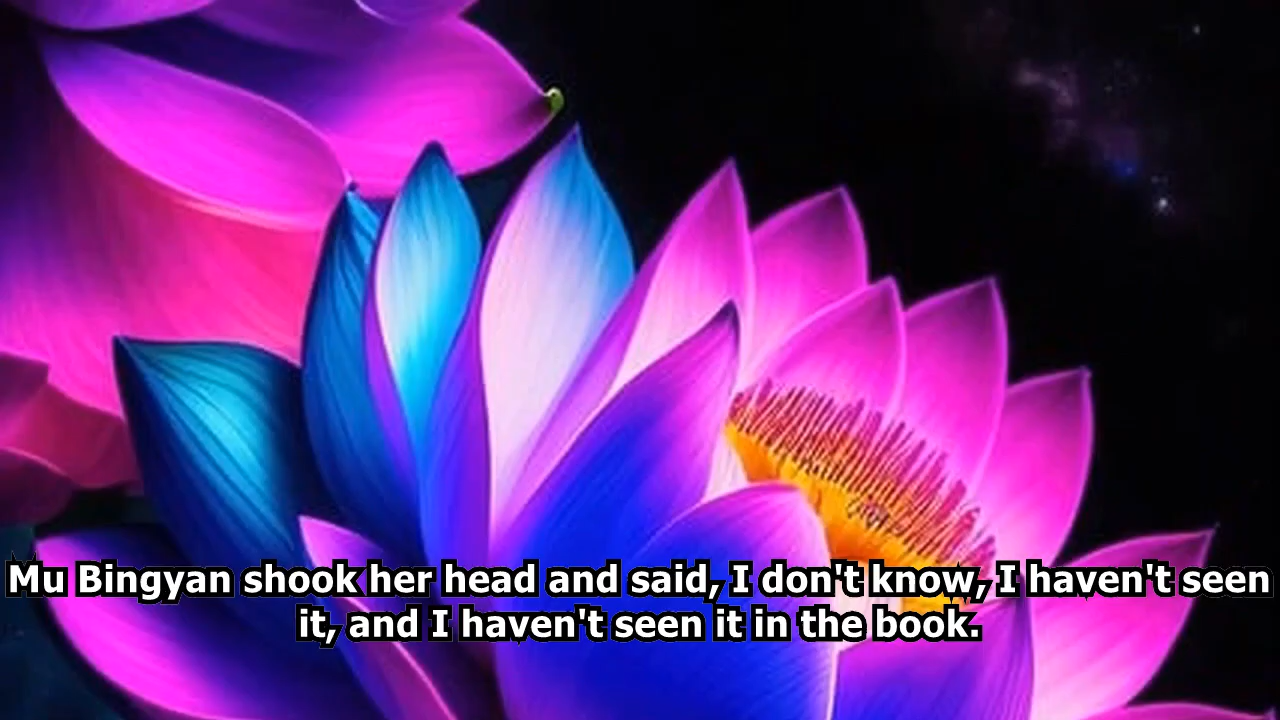 Mu Bingyan shook her head and said, I don't know, I haven't seen
it, and I haven't seen it in the book.